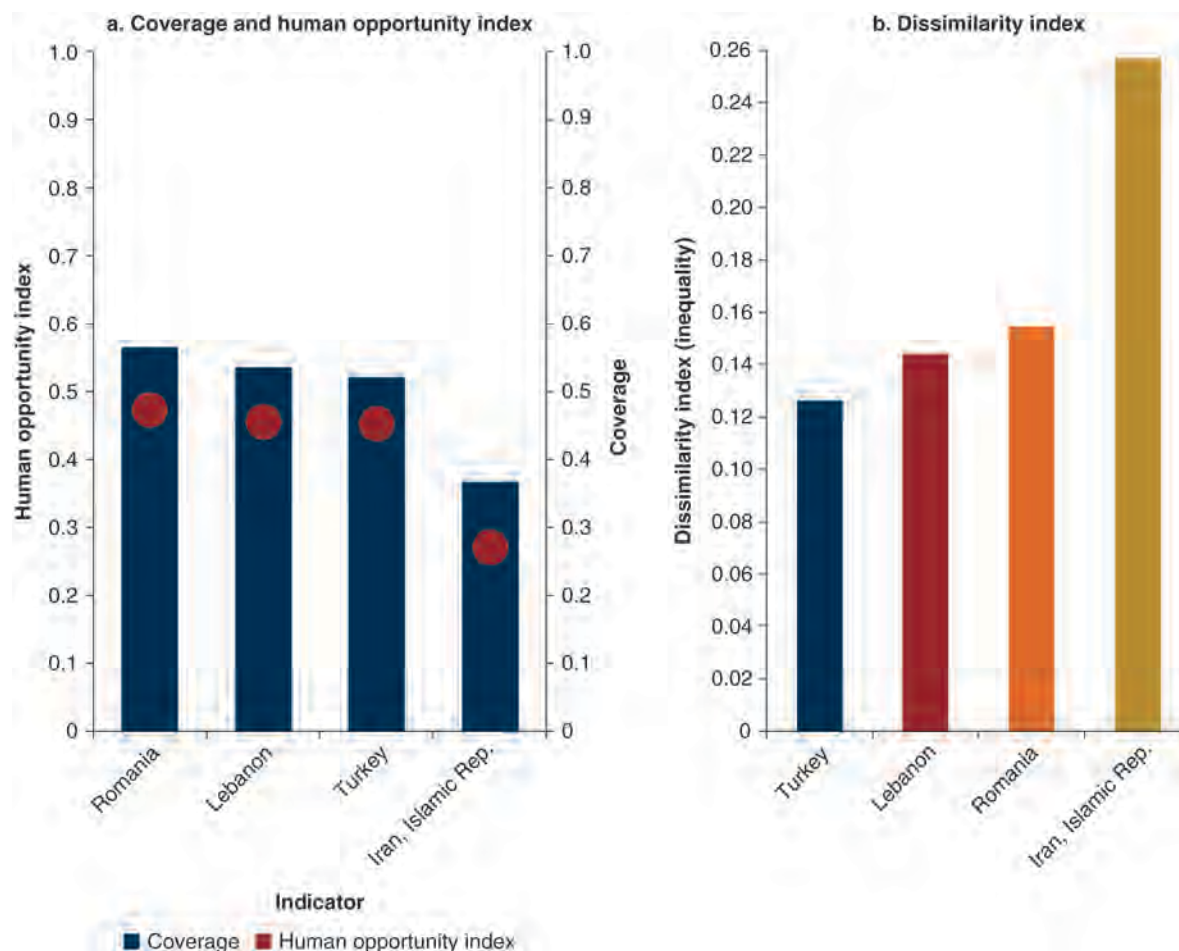 a. Coverage and human opportunity index
Human opportunity index
1.0
0.9
0.8
0.7
0.6
0.5
0.4
0.3
0.2
0.1
0
1.0
0.9
0.8
0.7
0.6
0.5
0.4
0.3
0.2
0.1
0
Coverage
Romania
Lebanon
Turkey
Iran, Islamic Rep.
Indicator
Coverage
Human opportunity index
b. Dissimilarity index
Dissimilarity index (inequality)
0.26
0.24
0.22
0.20
0.18
0.16
0.14
0.12
0.10
0.08
0.06
0.04
0.02
0
Turkey
Lebanon
Romania
Iran, Islamic Rep.